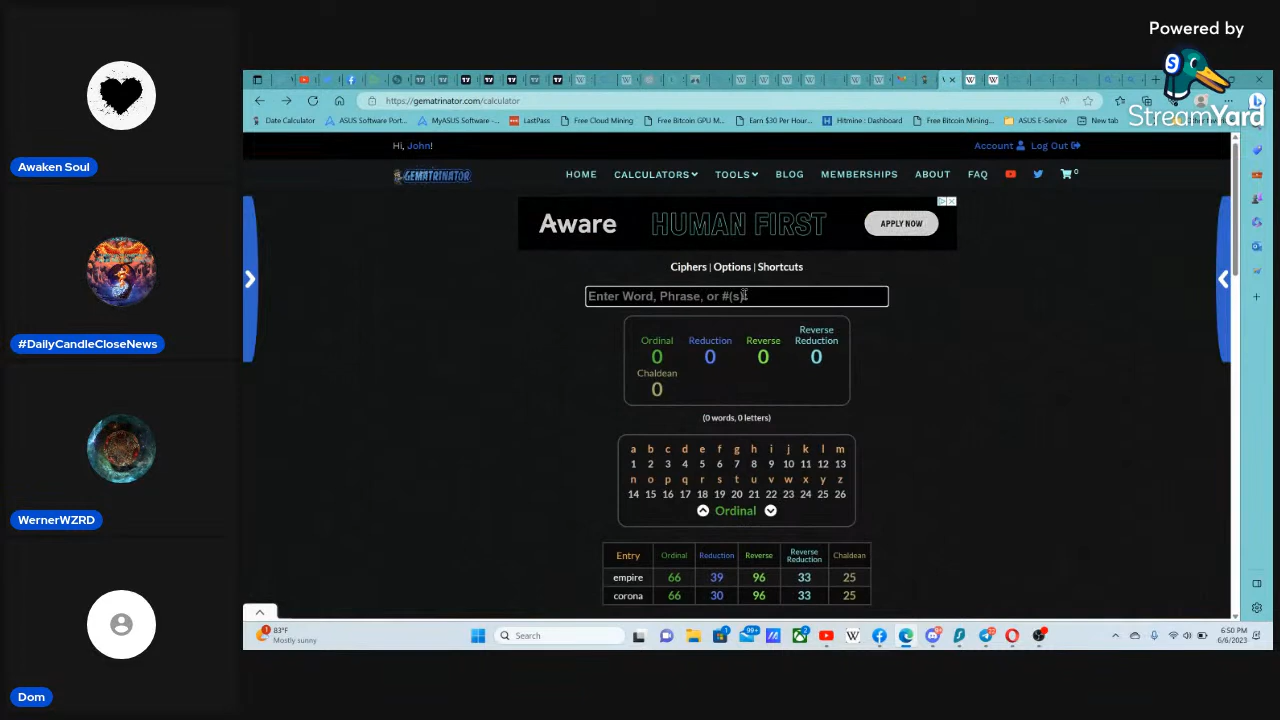 Powered by
StreamYard
Awaken Soul
#DailyCandleCloseNews
WernerWZRD
Dom
https://gematrinator.com/calculator
Date Calculator
ASUS Software Port...
MyASUS Software -...
LastPass
Free Cloud Mining
Free Bitcoin GPU M...
Earn $30 Per Hour...
Hitmine : Dashboard
Free Bitcoin Mining...
ASUS E-Service
New tab
Hi, John!
Account
Log Out
GEMATRINATOR
HOME CALCULATORS TOOLS BLOG MEMBERSHIPS ABOUT FAQ 0
Aware HUMAN FIRST APPLY NOW
Ciphers | Options | Shortcuts
Enter Word, Phrase, or #(s)
Ordinal Reduction Reverse Reverse Reduction
0 0 0 0
Chaldean
0
(0 words, 0 letters)
a b c d e f g h i j k l m
1 2 3 4 5 6 7 8 9 10 11 12 13
n o p q r s t u v w x y z
14 15 16 17 18 19 20 21 22 23 24 25 26
Ordinal
Entry Ordinal Reduction Reverse Reverse Reduction Chaldean
empire 66 39 96 33 25
corona 66 30 96 33 25
83°F
Mostly sunny
Search
99+
6:50 PM
6/6/2023